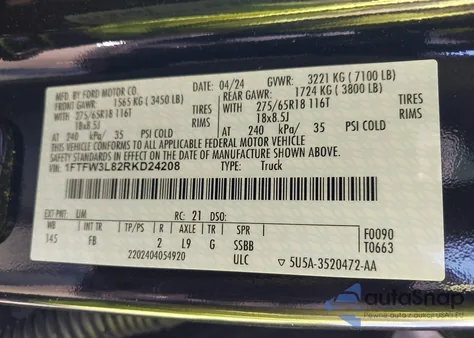 MFD. BY FORD MOTOR CO.
DATE: 04/24 GVWR: 3221 KG (7100 LB)
FRONT GAWR: 1565 KG (3450 LB) REAR GAWR: 1724 KG (3800 LB)
WITH 275/65R18 116T TIRES WITH 275/65R18 116T TIRES
18x8.5J RIMS 18x8.5J RIMS
AT 240 kPa/ 35 PSI COLD AT 240 kPa/ 35 PSI COLD
THIS VEHICLE CONFORMS TO ALL APPLICABLE FEDERAL MOTOR VEHICLE
SAFETY STANDARDS IN EFFECT ON THE DATE OF MANUFACTURE SHOWN ABOVE.
VIN: 1FTFW3L82RKD24208 TYPE: Truck
EXT PNT: UM RC: 21 DSO:
WB INT TR TP/PS R AXLE TR SPR F0090
145 FB 2 L9 G SSBB T0663
2202404054920 ULC 5U5A-3520472-AA
autoSnap